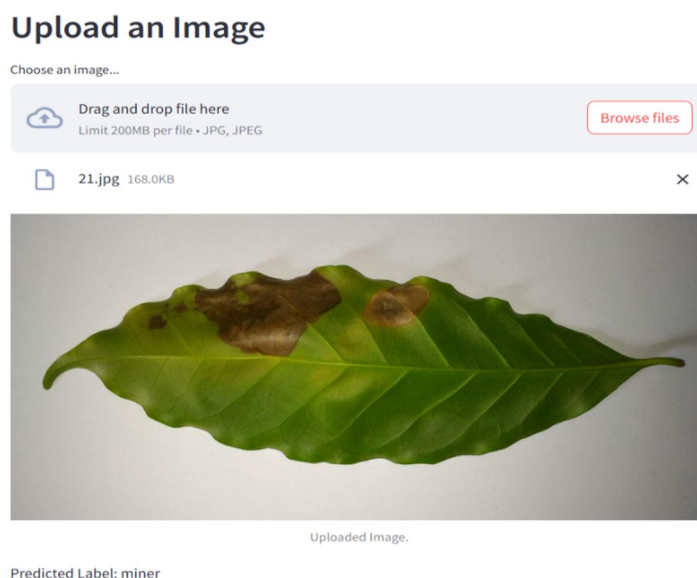 Upload an Image
Choose an image...
Drag and drop file here
Limit 200MB per file • JPG, JPEG
Browse files
21.jpg 168.0KB
Uploaded Image.
Predicted Label: miner